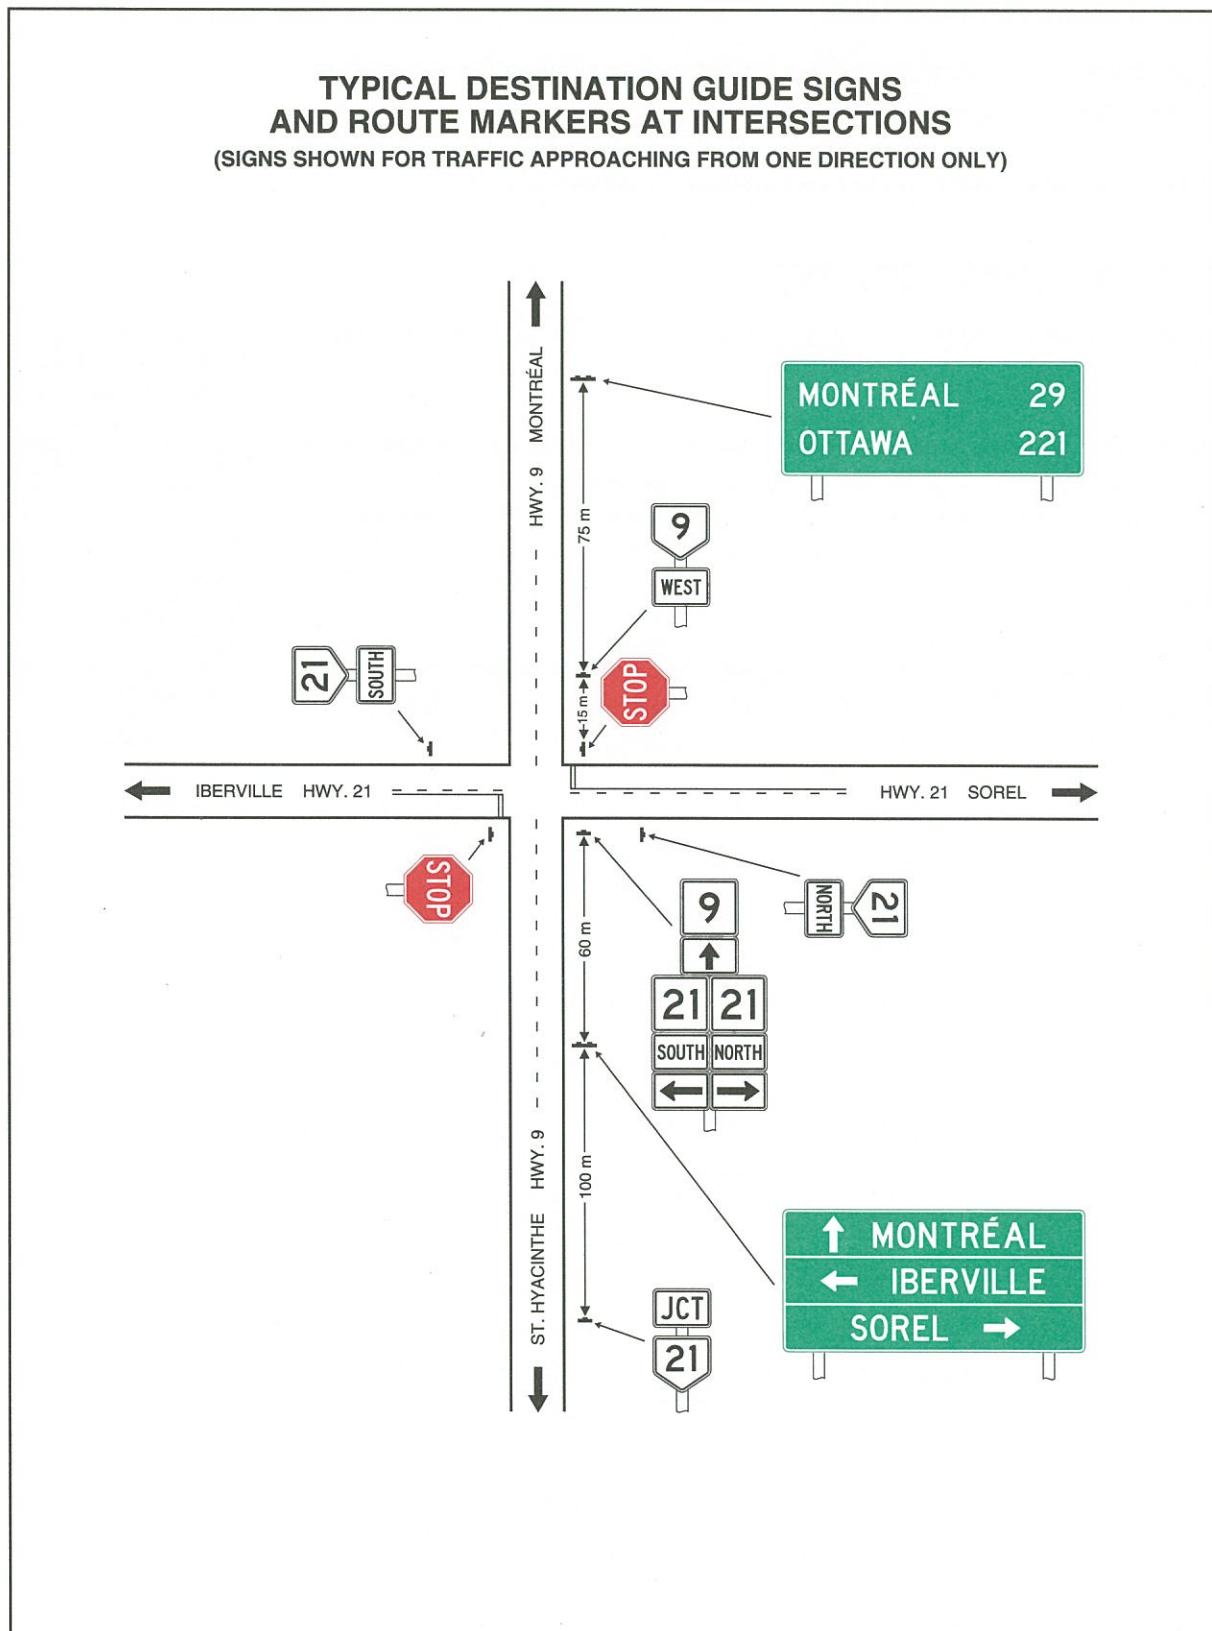 TYPICAL DESTINATION GUIDE SIGNS
AND ROUTE MARKERS AT INTERSECTIONS
(SIGNS SHOWN FOR TRAFFIC APPROACHING FROM ONE DIRECTION ONLY)
HWY. 9 MONTRÉAL
MONTRÉAL 29
OTTAWA 221
75 m
9
WEST
21
SOUTH
15 m
STOP
IBERVILLE HWY. 21
HWY. 21 SOREL
STOP
60 m
9
21 21
SOUTH NORTH
NORTH
21
100 m
ST. HYACINTHE HWY. 9
MONTRÉAL
IBERVILLE
SOREL
JCT
21